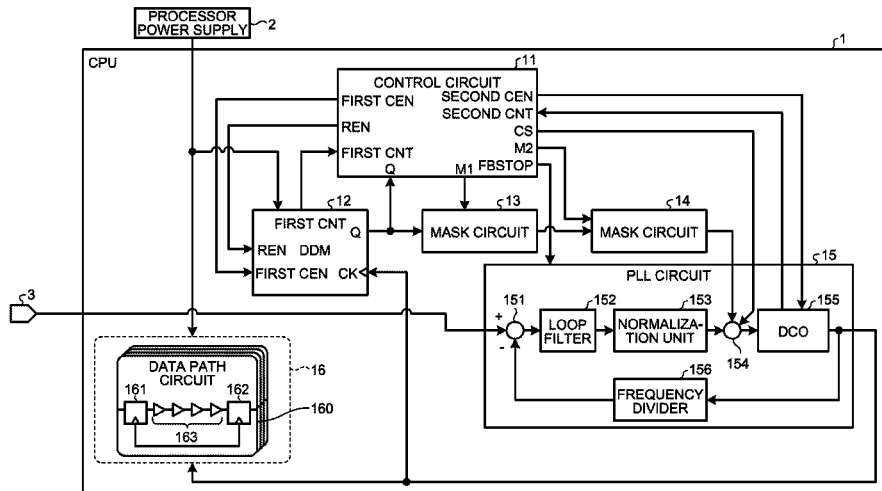 PROCESSOR
POWER SUPPLY
2
1
CPU
11
CONTROL CIRCUIT
FIRST CEN
SECOND CEN
REN
SECOND CNT
CS
FIRST CNT
M2
Q
M1
FBSTOP
12
FIRST CNT
Q
REN
DDM
FIRST CEN
CK
13
MASK CIRCUIT
14
MASK CIRCUIT
15
PLL CIRCUIT
3
151
+
-
152
LOOP
FILTER
153
NORMALIZA-
TION UNIT
154
155
DCO
156
FREQUENCY
DIVIDER
DATA PATH
CIRCUIT
16
161
162
160
163